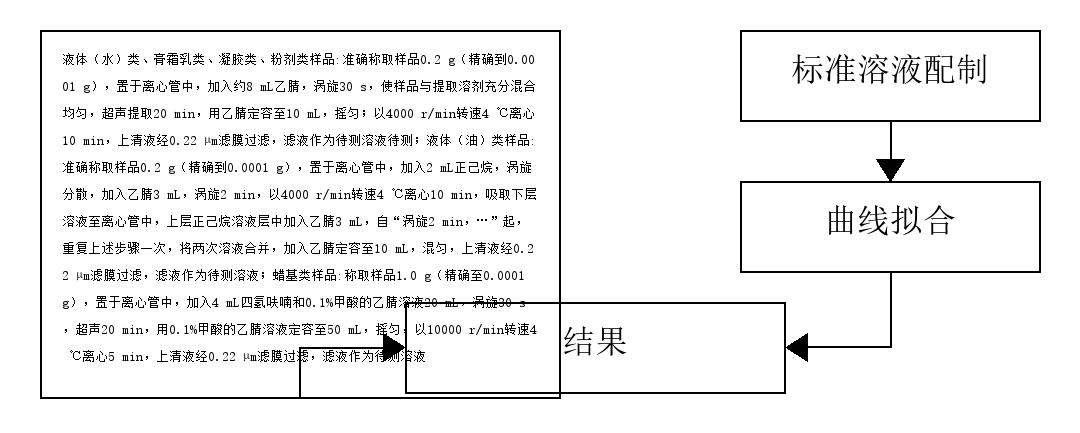 液体（水）类、膏霜乳类、凝胶类、粉剂类样品:准确称取样品0.2 g（精确到0.00
01 g），置于离心管中，加入约8 mL乙腈，涡旋30 s，使样品与提取溶剂充分混合
均匀，超声提取20 min，用乙腈定容至10 mL，摇匀；以4000 r/min转速4 ℃离心
10 min，上清液经0.22 μm滤膜过滤，滤液作为待测溶液待测；液体（油）类样品:
准确称取样品0.2 g（精确到0.0001 g），置于离心管中，加入2 mL正己烷，涡旋
分散，加入乙腈3 mL，涡旋2 min，以4000 r/min转速4 ℃离心10 min，吸取下层
溶液至离心管中，上层正己烷溶液层中加入乙腈3 mL，自“涡旋2 min，…”起，
重复上述步骤一次，将两次溶液合并，加入乙腈定容至10 mL，混匀，上清液经0.2
2 μm滤膜过滤，滤液作为待测溶液；蜡基类样品:称取样品1.0 g（精确至0.0001
g），置于离心管中，加入4 mL四氢呋喃和0.1%甲酸的乙腈溶液20 mL，涡旋30 s
，超声20 min，用0.1%甲酸的乙腈溶液定容至50 mL，摇匀，以10000 r/min转速4
℃离心5 min，上清液经0.22 μm滤膜过滤，滤液作为待测溶液
标准溶液配制
曲线拟合
结果